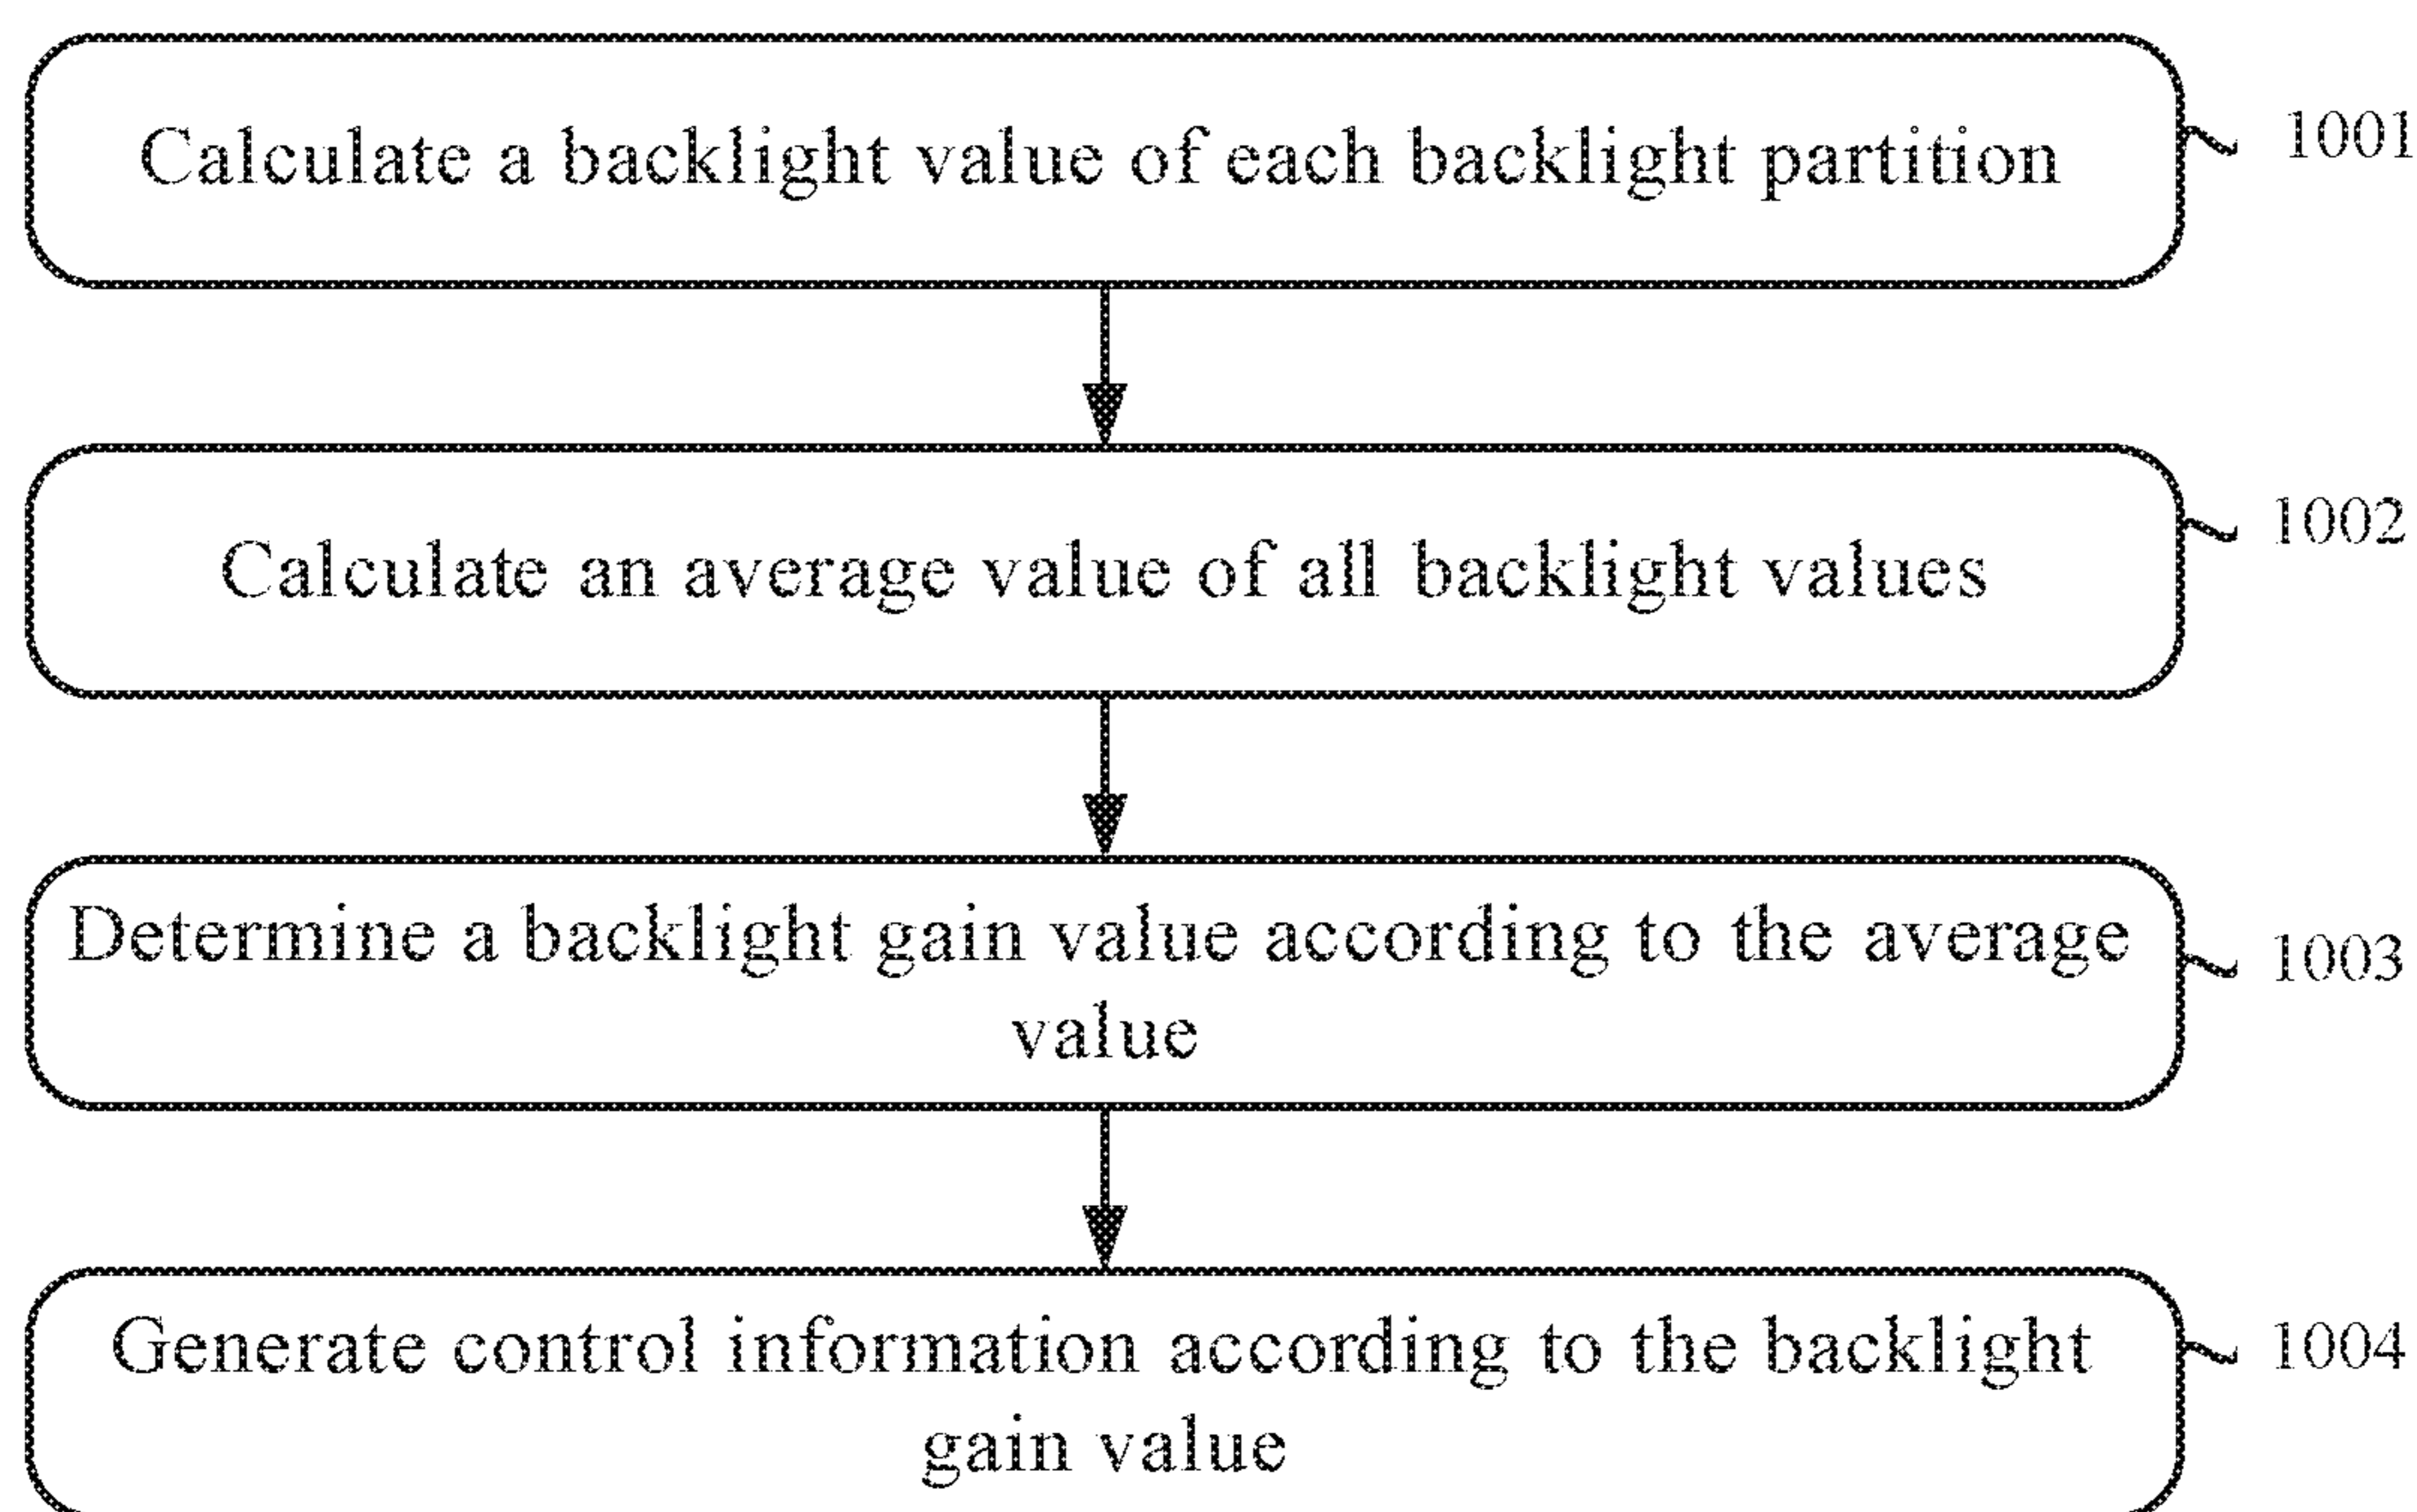 Calculate a backlight value of each backlight partition
1001
Calculate an average value of all backlight values
1002
Determine a backlight gain value according to the average
value
1003
Generate control information according to the backlight
gain value
1004